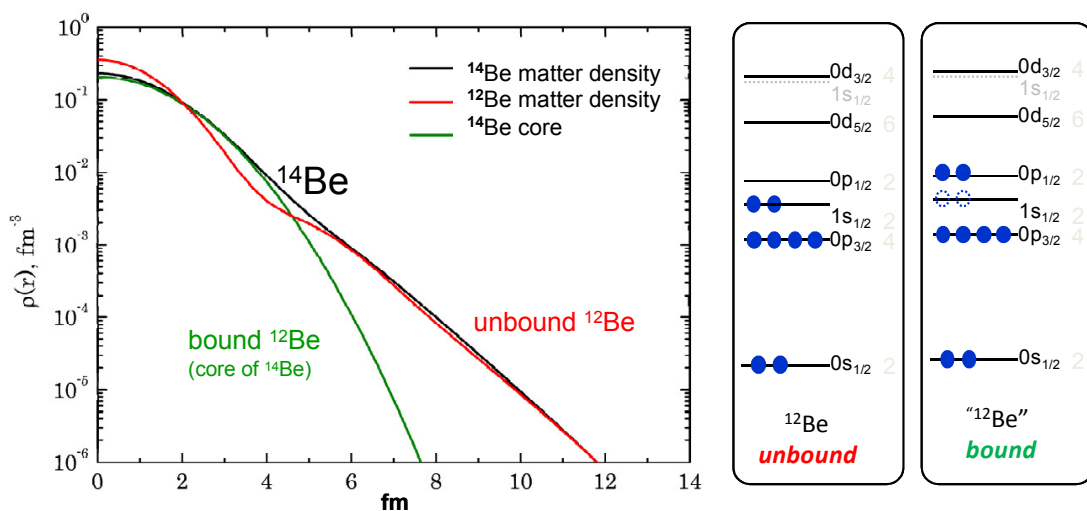 10⁰
10⁻¹
10⁻²
10⁻³
10⁻⁴
10⁻⁵
10⁻⁶
ρ(r), fm⁻³
0 2 4 6 8 10 12 14
fm
¹⁴Be matter density
¹²Be matter density
¹⁴Be core
¹⁴Be
bound ¹²Be
(core of ¹⁴Be)
unbound ¹²Be
0d₃/₂ 4
1s₁/₂
0d₅/₂ 6
0p₁/₂ 2
1s₁/₂ 2
0p₃/₂ 4
0s₁/₂ 2
¹²Be
unbound
0d₃/₂ 4
1s₁/₂
0d₅/₂ 6
0p₁/₂ 2
1s₁/₂ 2
0p₃/₂ 4
0s₁/₂ 2
“¹²Be”
bound